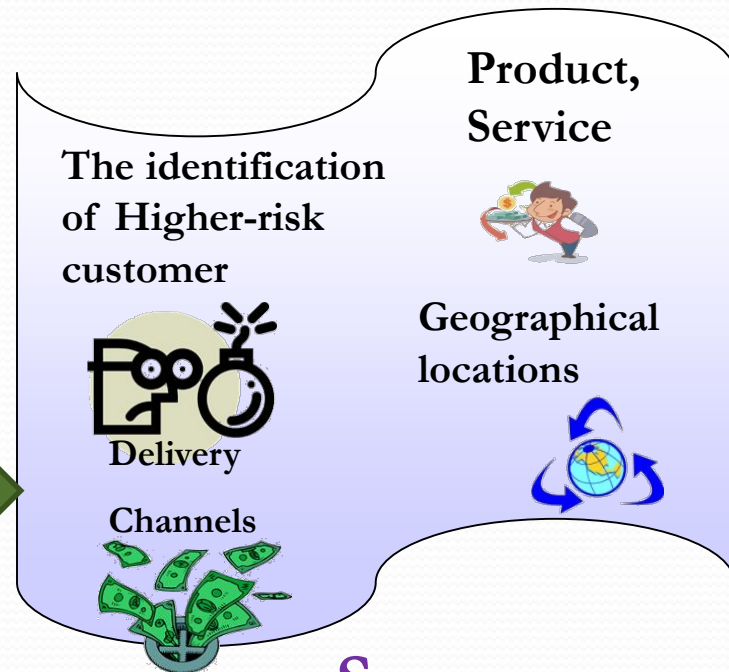 The identification
of Higher-risk
customer
Delivery
Channels
Product,
Service
Geographical
locations